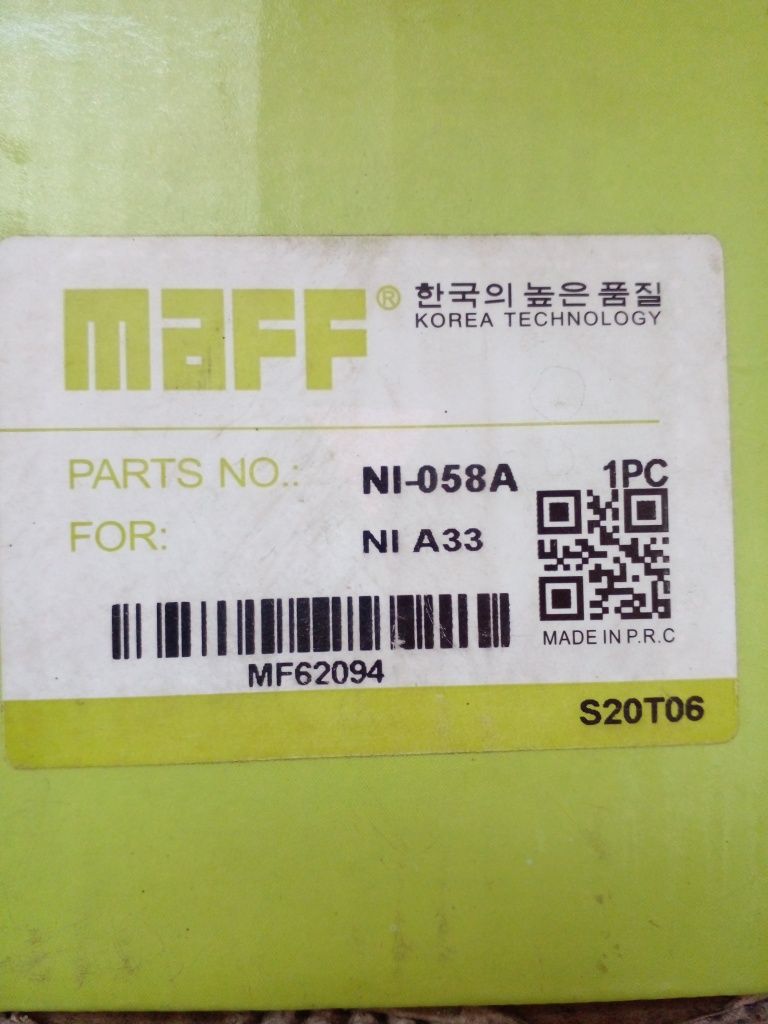 maFF® 한국의 높은 품질
KOREA TECHNOLOGY
PARTS NO.: NI-058A 1PC
FOR: NI A33
MADE IN P.R.C
MF62094
S20T06